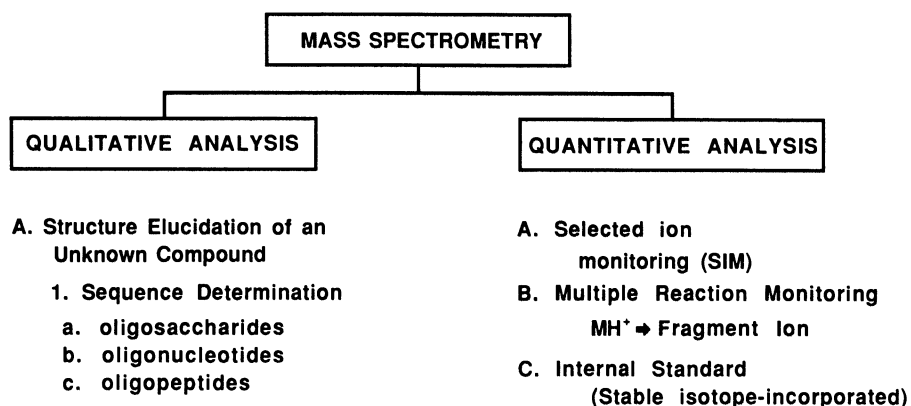 MASS SPECTROMETRY
QUALITATIVE ANALYSIS
A. Structure Elucidation of an
Unknown Compound
1. Sequence Determination
a. oligosaccharides
b. oligonucleotides
c. oligopeptides
QUANTITATIVE ANALYSIS
A. Selected ion
monitoring (SIM)
B. Multiple Reaction Monitoring
MH⁺ ➡ Fragment Ion
C. Internal Standard
(Stable isotope-incorporated)